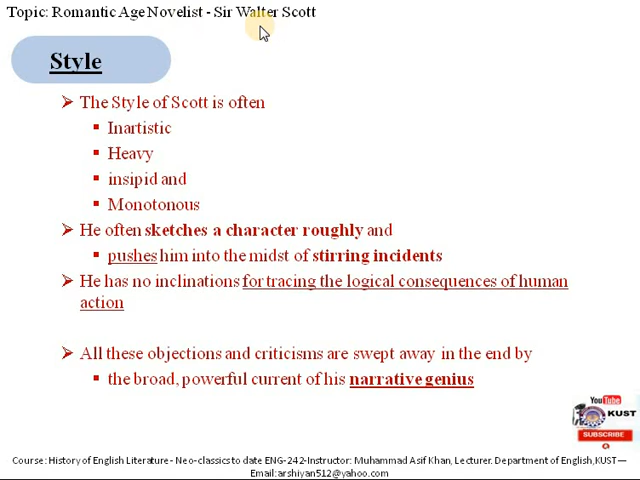 Topic: Romantic Age Novelist - Sir Walter Scott
Style
The Style of Scott is often
Inartistic
Heavy
insipid and
Monotonous
He often sketches a character roughly and
pushes him into the midst of stirring incidents
He has no inclinations for tracing the logical consequences of human
action
All these objections and criticisms are swept away in the end by
the broad, powerful current of his narrative genius
YouTube
KUST
SUBSCRIBE
Course: History of English Literature - Neo-classics to date ENG-242-Instructor: Muhammad Asif Khan, Lecturer. Department of English,KUST—
Email:arshiyan512@yahoo.com